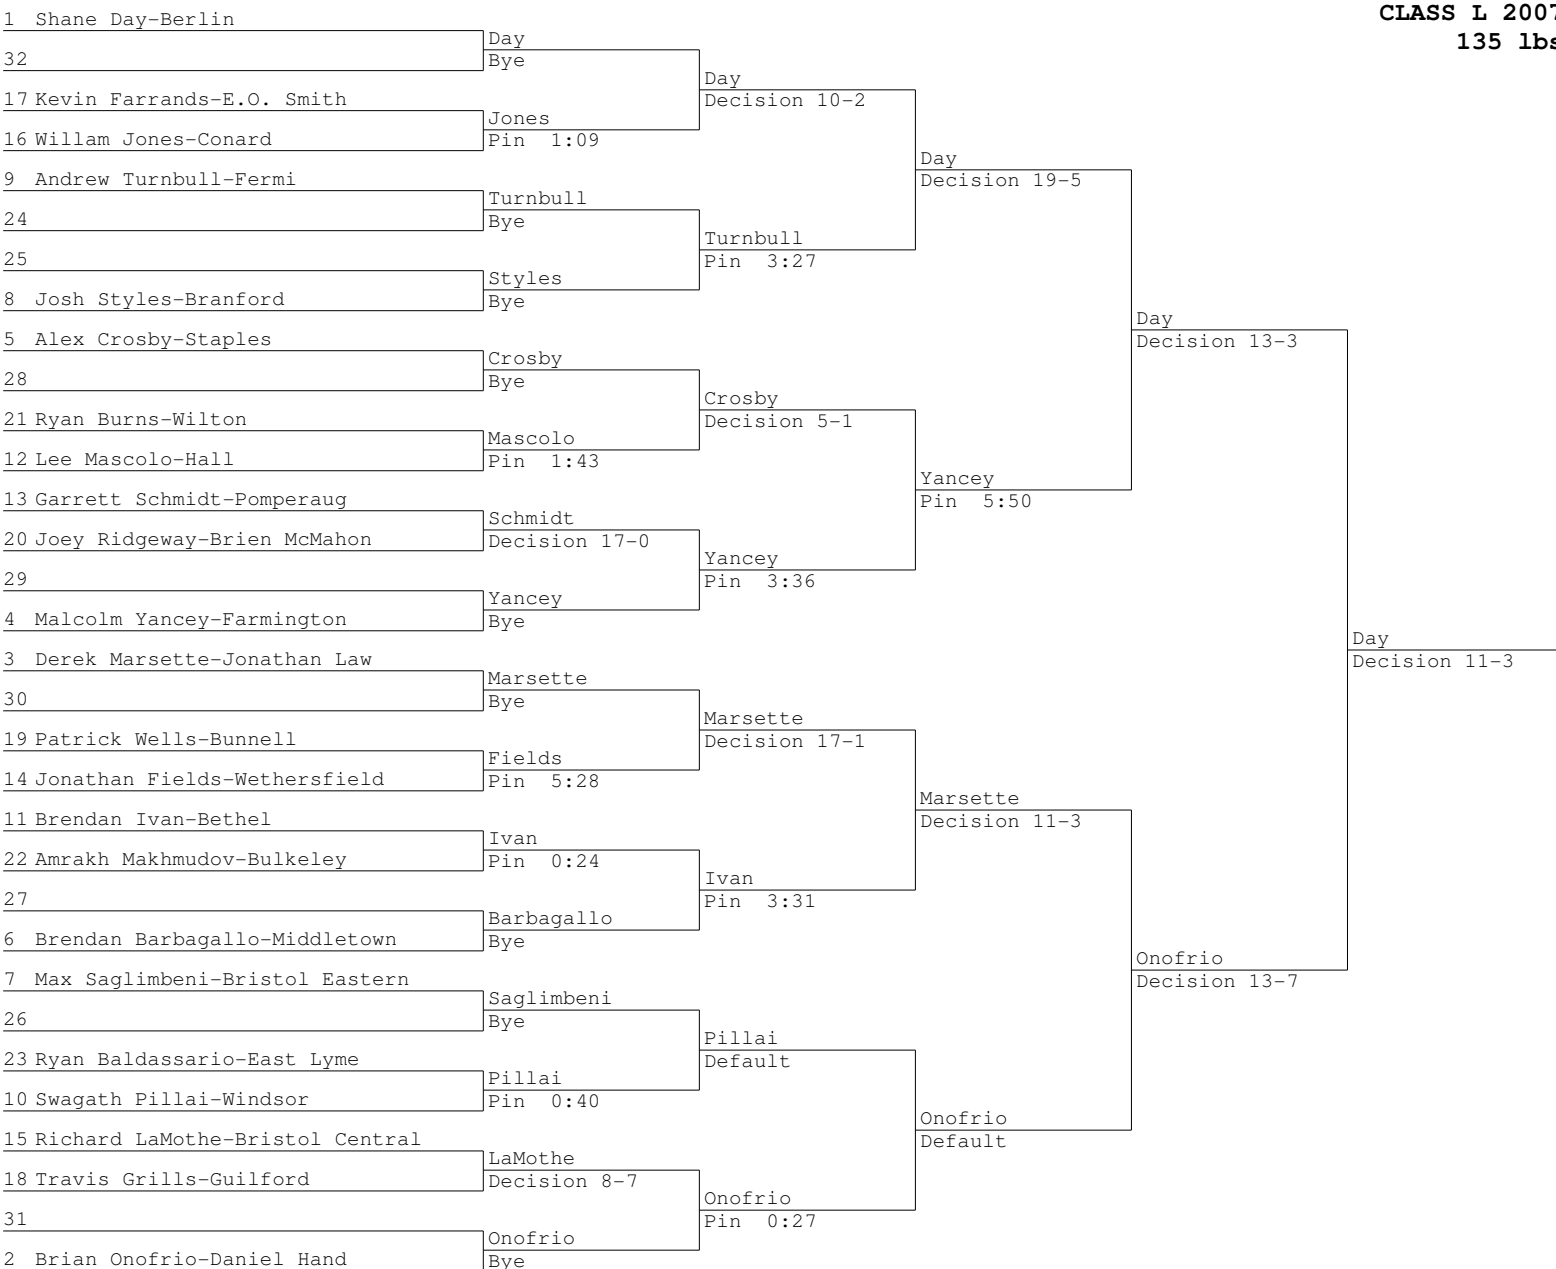 CLASS L 2007
135 lbs
1 Shane Day-Berlin
32
17 Kevin Farrands-E.O. Smith
16 Willam Jones-Conard
9 Andrew Turnbull-Fermi
24
25
8 Josh Styles-Branford
5 Alex Crosby-Staples
28
21 Ryan Burns-Wilton
12 Lee Mascolo-Hall
13 Garrett Schmidt-Pomperaug
20 Joey Ridgeway-Brien McMahon
29
4 Malcolm Yancey-Farmington
3 Derek Marsette-Jonathan Law
30
19 Patrick Wells-Bunnell
14 Jonathan Fields-Wethersfield
11 Brendan Ivan-Bethel
22 Amrakh Makhmudov-Bulkeley
27
6 Brendan Barbagallo-Middletown
7 Max Saglimbeni-Bristol Eastern
26
23 Ryan Baldassario-East Lyme
10 Swagath Pillai-Windsor
15 Richard LaMothe-Bristol Central
18 Travis Grills-Guilford
31
2 Brian Onofrio-Daniel Hand
Day
Bye
Jones
Pin 1:09
Turnbull
Bye
Styles
Bye
Crosby
Bye
Mascolo
Pin 1:43
Schmidt
Decision 17-0
Yancey
Bye
Marsette
Bye
Fields
Pin 5:28
Ivan
Pin 0:24
Barbagallo
Bye
Saglimbeni
Bye
Pillai
Pin 0:40
LaMothe
Decision 8-7
Onofrio
Bye
Day
Decision 10-2
Turnbull
Pin 3:27
Crosby
Decision 5-1
Yancey
Pin 3:36
Marsette
Decision 17-1
Ivan
Pin 3:31
Pillai
Default
Onofrio
Pin 0:27
Day
Decision 19-5
Yancey
Pin 5:50
Marsette
Decision 11-3
Onofrio
Default
Day
Decision 13-3
Onofrio
Decision 13-7
Day
Decision 11-3